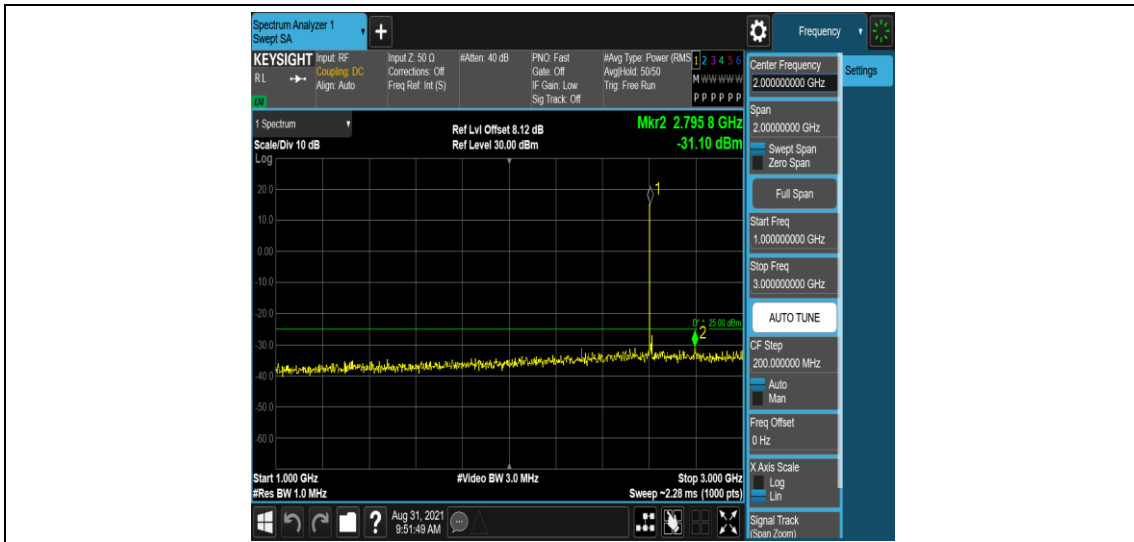 Spectrum Analyzer 1
Swept SA
Frequency
KEYSIGHT
RL
LXI
Input: RF
Coupling: DC
Align: Auto
Input Z: 50 Ω
Corrections: Off
Freq Ref: Int (S)
#Atten: 40 dB
PNO: Fast
Gate: Off
IF Gain: Low
Sig Track: Off
#Avg Type: Power (RMS
Avg|Hold: 50/50
Trig: Free Run
1 2 3 4 5 6
M W W W W W
P P P P P P
Center Frequency
2.000000000 GHz
Settings
1 Spectrum
Scale/Div 10 dB
Log
Ref Lvl Offset 8.12 dB
Ref Level 30.00 dBm
Mkr2 2.795 8 GHz
-31.10 dBm
20.0
10.0
0.00
-10.0
-20.0
-30.0
-40.0
-50.0
-60.0
1
25.00 dBm
2
Start 1.000 GHz
#Res BW 1.0 MHz
#Video BW 3.0 MHz
Stop 3.000 GHz
Sweep ~2.28 ms (1000 pts)
Span
2.00000000 GHz
Swept Span
Zero Span
Full Span
Start Freq
1.000000000 GHz
Stop Freq
3.000000000 GHz
AUTO TUNE
CF Step
200.000000 MHz
Auto
Man
Freq Offset
0 Hz
X Axis Scale
Log
Lin
Signal Track
(Span Zoom)
?
Aug 31, 2021
9:51:49 AM